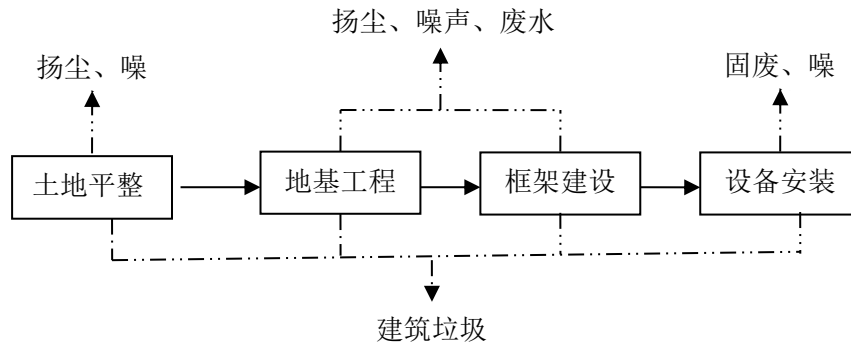 扬尘、噪声、废水
扬尘、噪
固废、噪
土地平整
地基工程
框架建设
设备安装
建筑垃圾